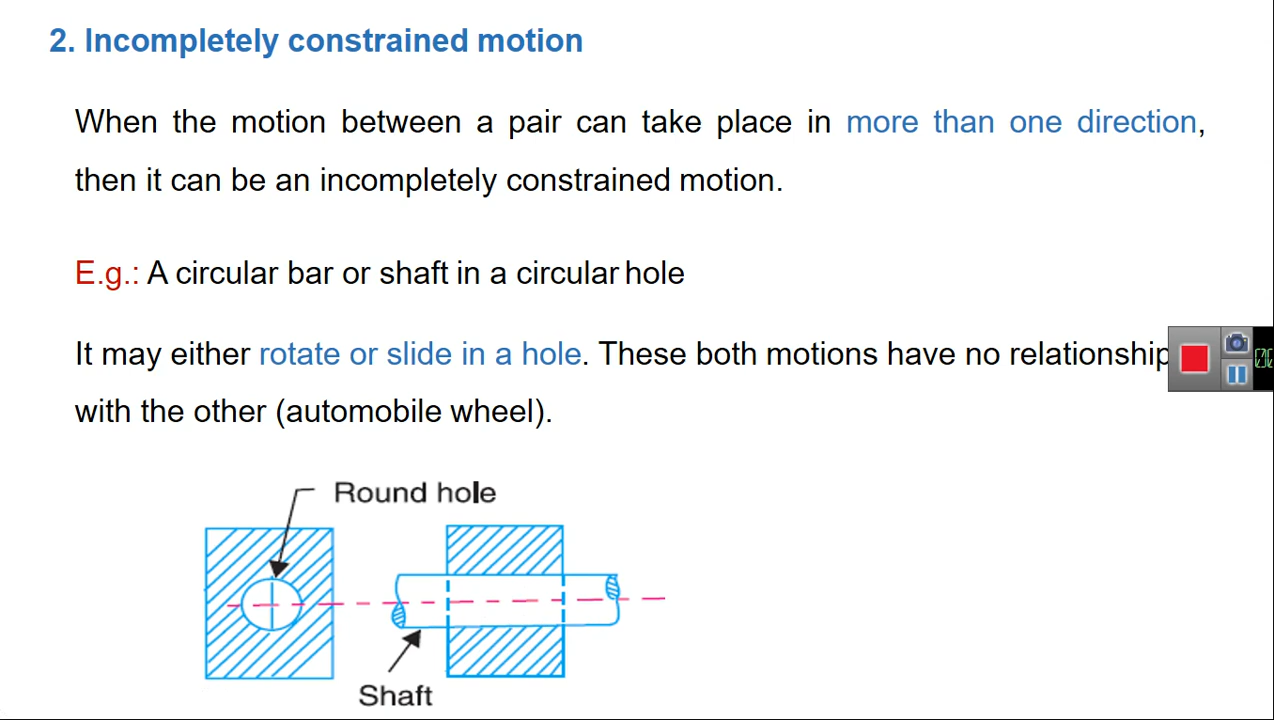 2. Incompletely constrained motion
When the motion between a pair can take place in more than one direction,
then it can be an incompletely constrained motion.
E.g.: A circular bar or shaft in a circular hole
It may either rotate or slide in a hole. These both motions have no relationship
with the other (automobile wheel).
Round hole
Shaft